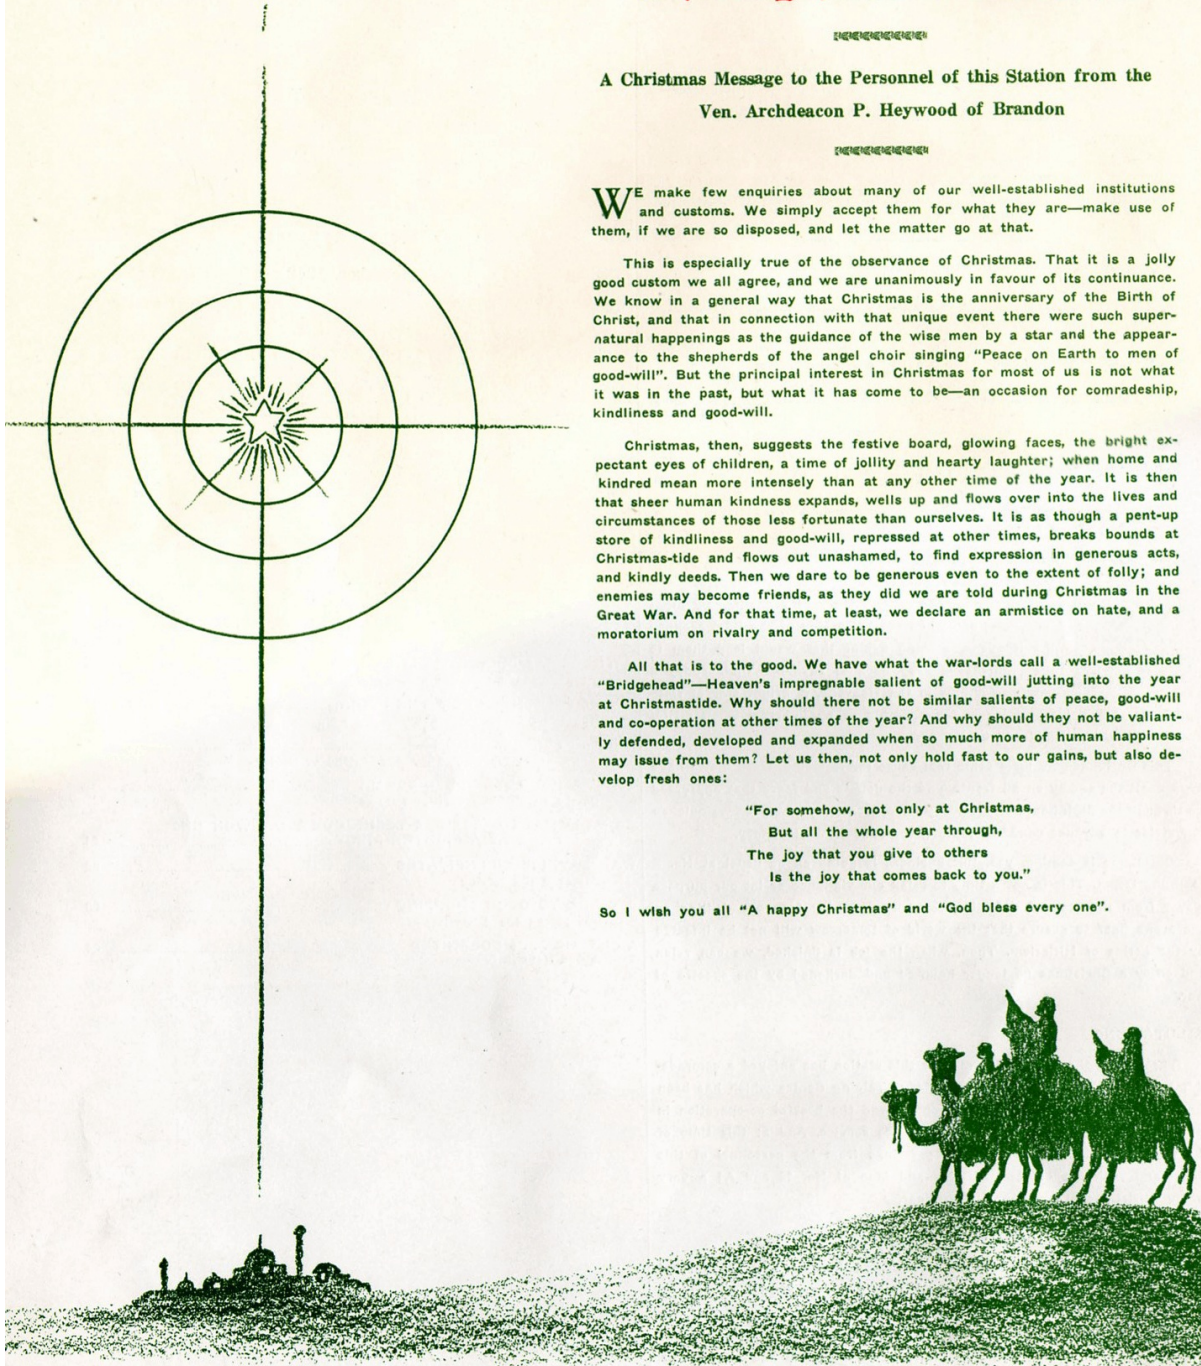 A Christmas Message to the Personnel of this Station from the
Ven. Archdeacon P. Heywood of Brandon
WE make few enquiries about many of our well-established institutions
and customs. We simply accept them for what they are—make use of
them, if we are so disposed, and let the matter go at that.
This is especially true of the observance of Christmas. That it is a jolly
good custom we all agree, and we are unanimously in favour of its continuance.
We know in a general way that Christmas is the anniversary of the Birth of
Christ, and that in connection with that unique event there were such super-
natural happenings as the guidance of the wise men by a star and the appear-
ance to the shepherds of the angel choir singing "Peace on Earth to men of
good-will". But the principal interest in Christmas for most of us is not what
it was in the past, but what it has come to be—an occasion for comradeship,
kindliness and good-will.
Christmas, then, suggests the festive board, glowing faces, the bright ex-
pectant eyes of children, a time of jollity and hearty laughter; when home and
kindred mean more intensely than at any other time of the year. It is then
that sheer human kindness expands, wells up and flows over into the lives and
circumstances of those less fortunate than ourselves. It is as though a pent-up
store of kindliness and good-will, repressed at other times, breaks bounds at
Christmas-tide and flows out unashamed, to find expression in generous acts,
and kindly deeds. Then we dare to be generous even to the extent of folly; and
enemies may become friends, as they did we are told during Christmas in the
Great War. And for that time, at least, we declare an armistice on hate, and a
moratorium on rivalry and competition.
All that is to the good. We have what the war-lords call a well-established
"Bridgehead"—Heaven's impregnable salient of good-will jutting into the year
at Christmastide. Why should there not be similar salients of peace, good-will
and co-operation at other times of the year? And why should they not be valiant-
ly defended, developed and expanded when so much more of human happiness
may issue from them? Let us then, not only hold fast to our gains, but also de-
velop fresh ones:
"For somehow, not only at Christmas,
But all the whole year through,
The joy that you give to others
Is the joy that comes back to you."
So I wish you all "A happy Christmas" and "God bless every one".